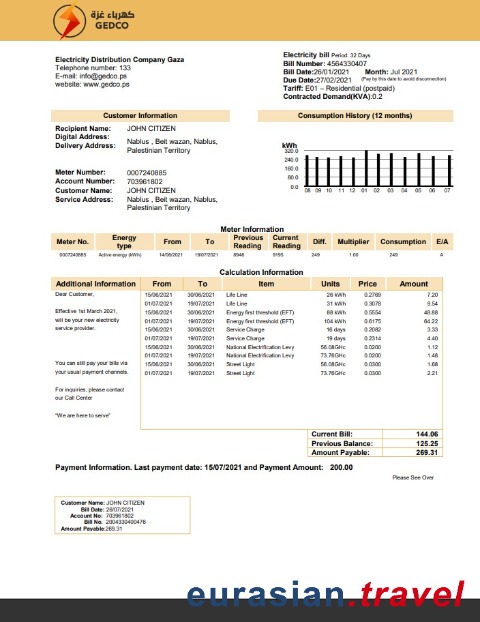 كهرباء غزة
GEDCO
Electricity Distribution Company Gaza
Telephone number: 133
E-mail: info@gedco.ps
website: www.gedco.ps
Electricity bill Period: 32 Days
Bill Number: 4564330407
Bill Date:26/01/2021 Month: Jul 2021
Due Date:27/02/2021 (Pay by this date to avoid disconnection)
Tariff: E01 – Residential (postpaid)
Contracted Demand(KVA):0.2
Customer Information
Recipient Name: JOHN CITIZEN
Digital Address:
Delivery Address: Nablus , Beit wazan, Nablus,
Palestinian Territory
Meter Number: 0007240885
Account Number: 703961802
Customer Name: JOHN CITIZEN
Service Address: Nablus , Beit wazan, Nablus,
Palestinian Territory
Consumption History (12 months)
kWh
320.0
240.0
160.0
80.0
0.0
08 09 10 11 12 01 02 03 04 05 06 07
Meter Information
Meter No. Energy type From To Previous Reading Current Reading Diff. Multiplier Consumption E/A
0007240885 Active energy (kWh) 14/06/2021 19/07/2021 8946 9195 249 1.00 249 A
Calculation Information
Additional Information From To Item Units Price Amount
Dear Customer,
Effective 1st March 2021,
will be your new electricity
service provider.
You can still pay your bills via
your usual payment channels.
For inquiries, please contact
our Call Center
"We are here to serve"
15/06/2021 30/06/2021 Life Line 26 kWh 0.2769 7.20
01/07/2021 19/07/2021 Life Line 31 kWh 0.3078 9.54
15/06/2021 30/06/2021 Energy first threshold (EFT) 88 kWh 0.5554 48.88
01/07/2021 19/07/2021 Energy first threshold (EFT) 104 kWh 0.6175 64.22
15/06/2021 30/06/2021 Service Charge 16 days 0.2082 3.33
01/07/2021 19/07/2021 Service Charge 19 days 0.2314 4.40
15/06/2021 30/06/2021 National Electrification Levy 56.08GHc 0.0200 1.12
01/07/2021 19/07/2021 National Electrification Levy 73.76GHc 0.0200 1.48
15/06/2021 30/06/2021 Street Light 56.08GHc 0.0300 1.68
01/07/2021 19/07/2021 Street Light 73.76GHc 0.0300 2.21
Current Bill: 144.06
Previous Balance: 125.25
Amount Payable: 269.31
Payment Information. Last payment date: 15/07/2021 and Payment Amount: 200.00
Please See Over
Customer Name: JOHN CITIZEN
Bill Date: 26/07/2021
Account No: 703961802
Bill No. 2004330400476
Amount Payable:269.31
eurasian.travel